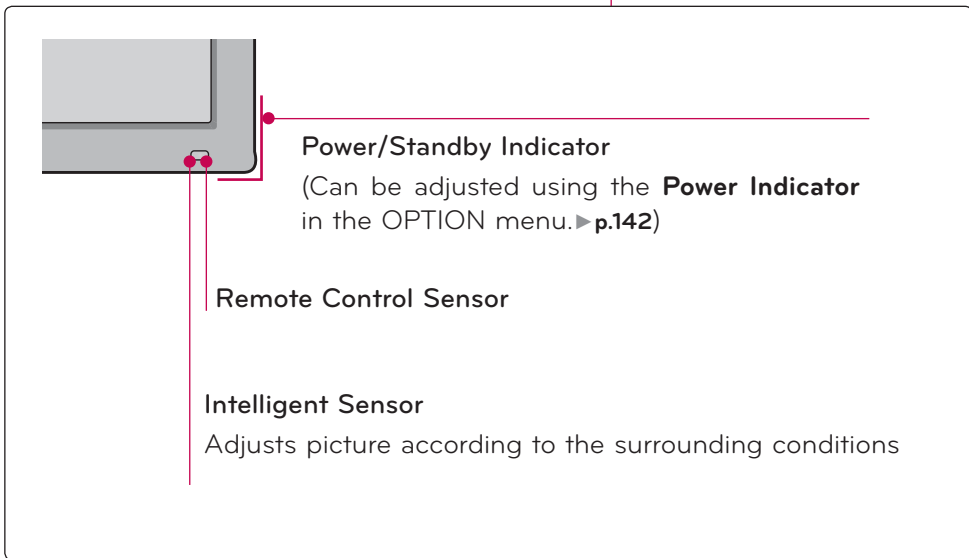 Power/Standby Indicator
(Can be adjusted using the Power Indicator
in the OPTION menu.►p.142)
Remote Control Sensor
Intelligent Sensor
Adjusts picture according to the surrounding conditions